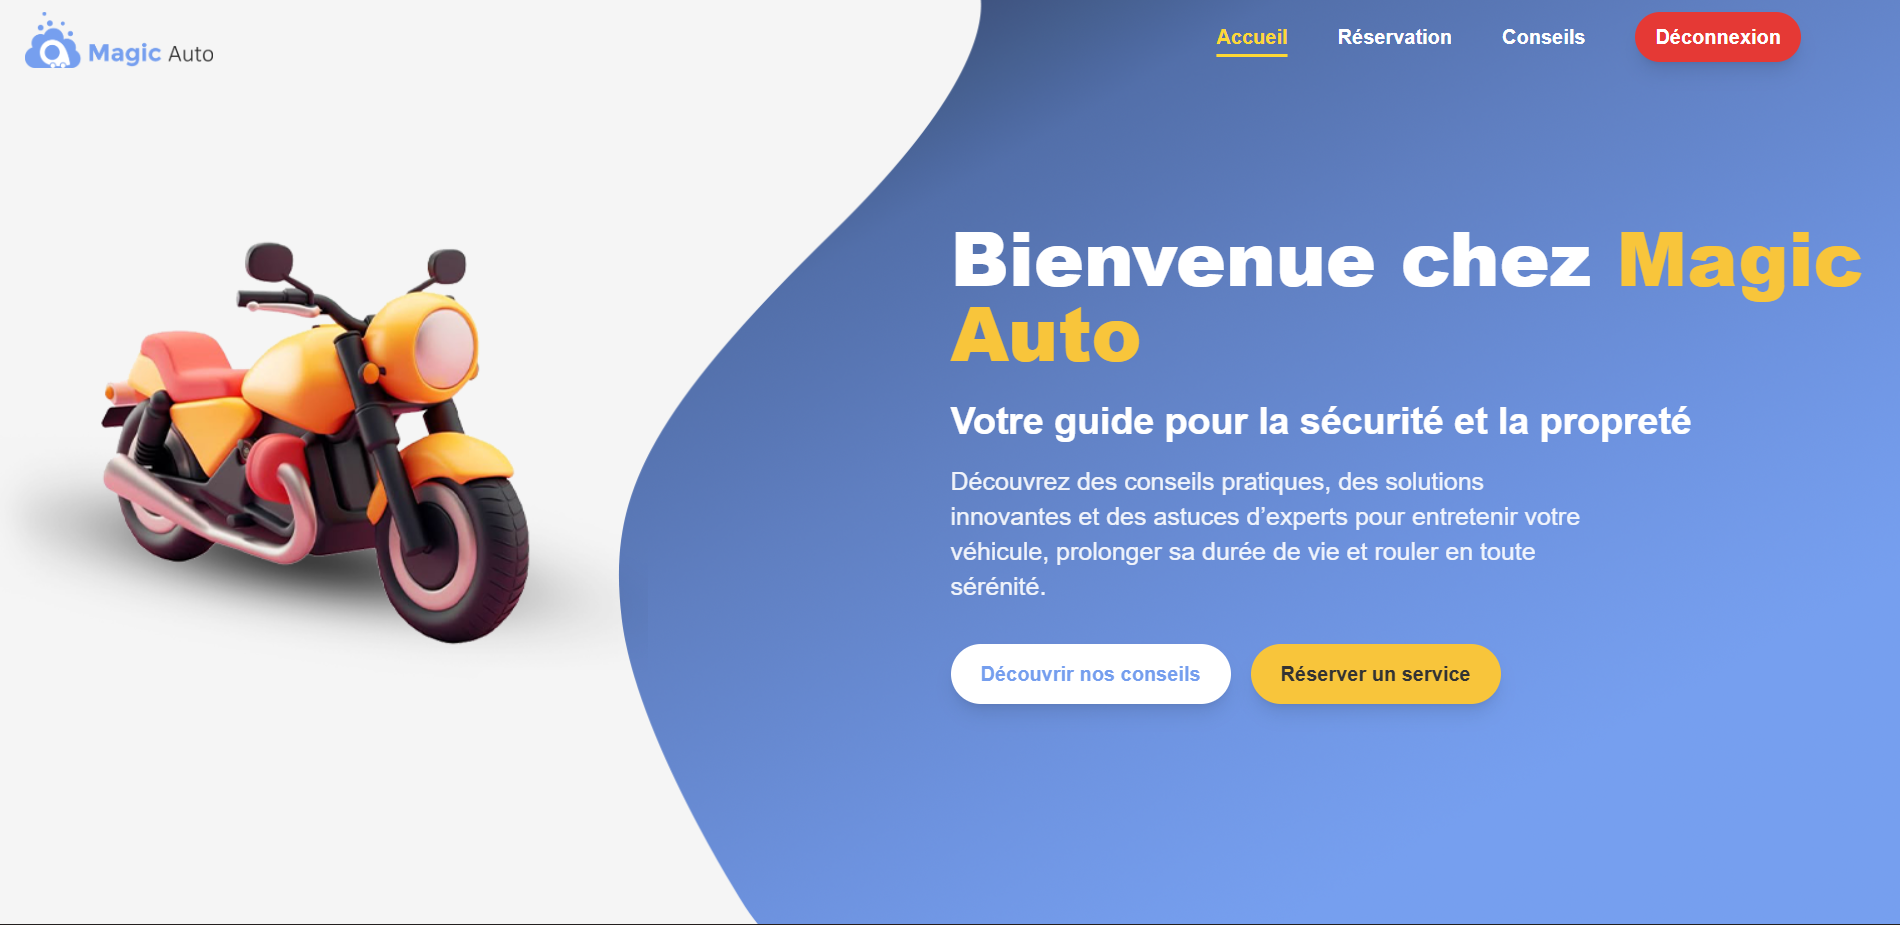 Magic Auto
Accueil
Réservation
Conseils
Déconnexion
Bienvenue chez Magic
Auto
Votre guide pour la sécurité et la propreté
Découvrez des conseils pratiques, des solutions
innovantes et des astuces d’experts pour entretenir votre
véhicule, prolonger sa durée de vie et rouler en toute
sérénité.
Découvrir nos conseils
Réserver un service